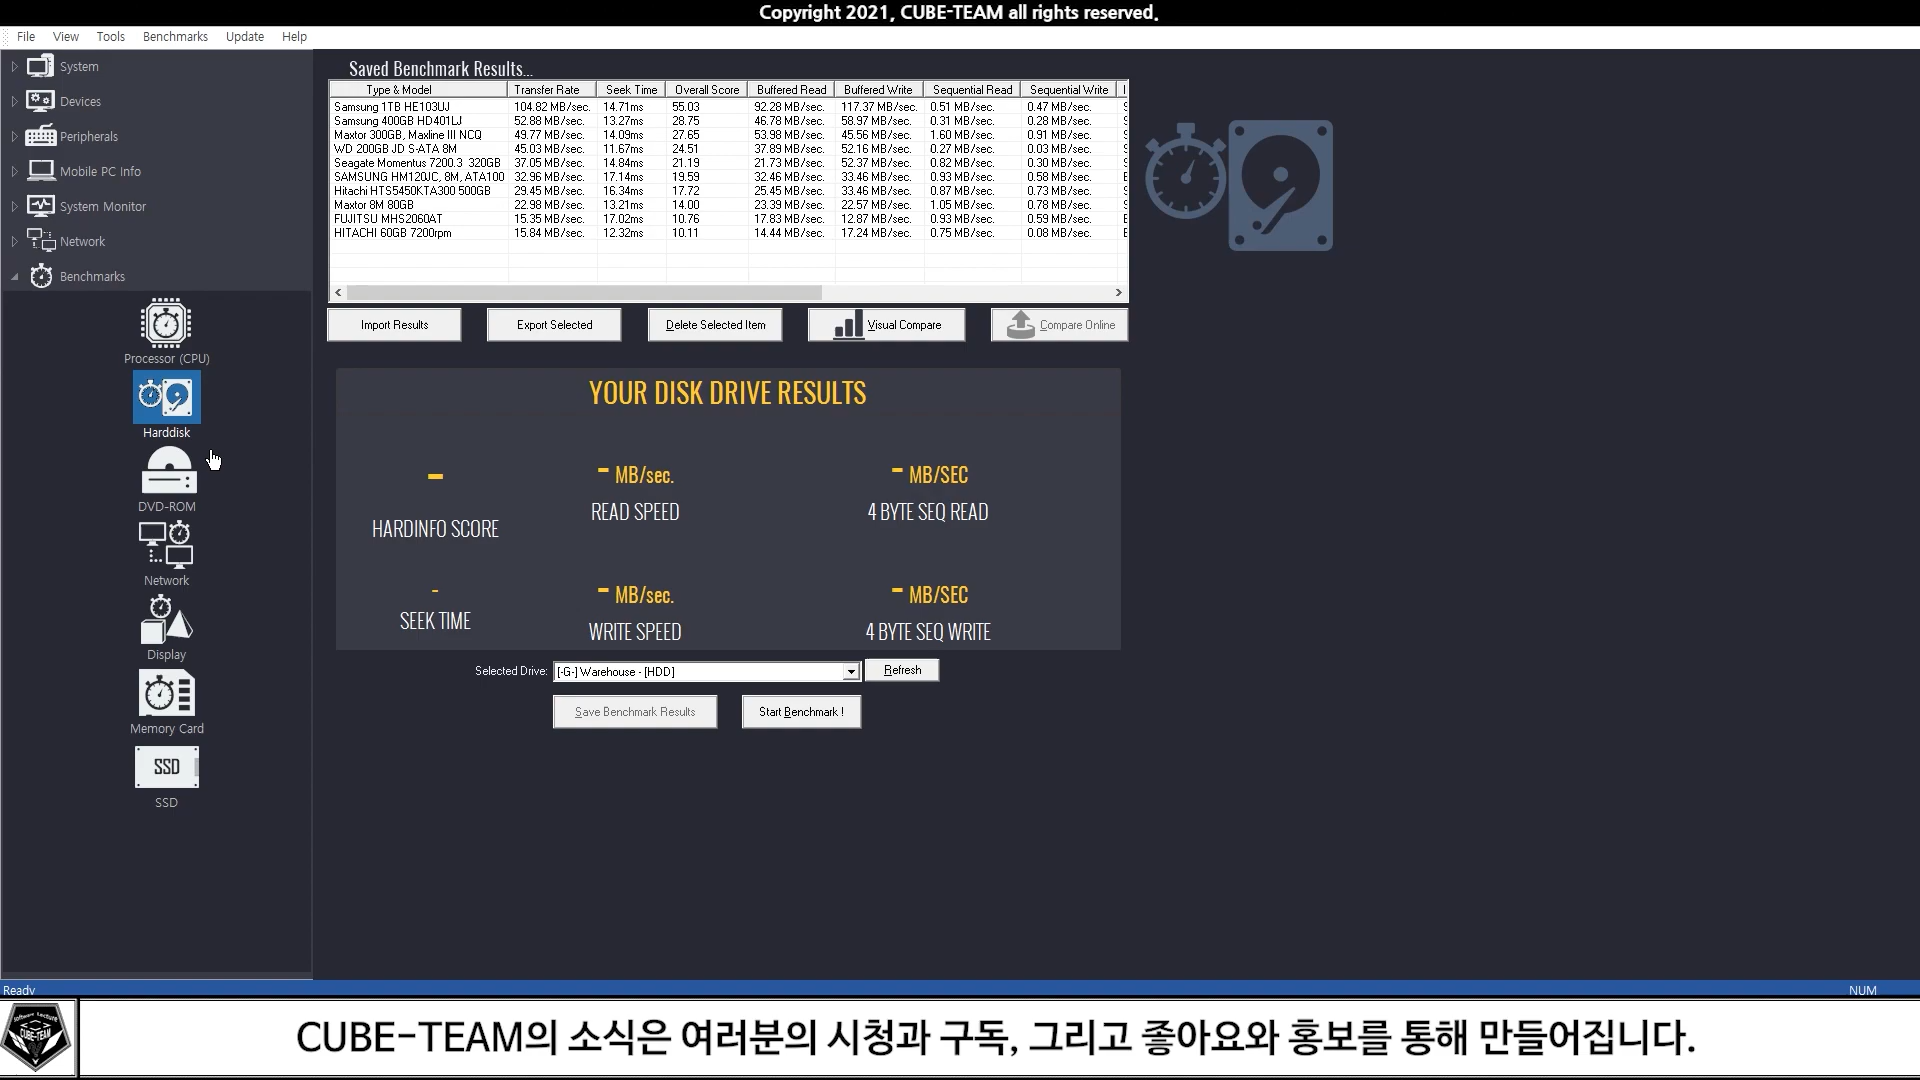 Copyright 2021, CUBE-TEAM all rights reserved.
File View Tools Benchmarks Update Help
System
Devices
Peripherals
Mobile PC Info
System Monitor
Network
Benchmarks
Processor (CPU)
Harddisk
DVD-ROM
Network
Display
Memory Card
SSD
SSD
Saved Benchmark Results...
Type & Model Transfer Rate Seek Time Overall Score Buffered Read Buffered Write Sequential Read Sequential Write
Samsung 1TB HE103UJ 104.82 MB/sec. 14.71ms 55.03 92.28 MB/sec. 117.37 MB/sec. 0.51 MB/sec. 0.47 MB/sec.
Samsung 400GB HD401LJ 52.88 MB/sec. 13.27ms 28.75 46.78 MB/sec. 58.97 MB/sec. 0.31 MB/sec. 0.28 MB/sec.
Maxtor 300GB, Maxline III NCQ 49.77 MB/sec. 14.09ms 27.65 53.98 MB/sec. 45.56 MB/sec. 1.60 MB/sec. 0.91 MB/sec.
WD 200GB JD S-ATA 8M 45.03 MB/sec. 11.67ms 24.51 37.89 MB/sec. 52.16 MB/sec. 0.27 MB/sec. 0.03 MB/sec.
Seagate Momentus 7200.3 320GB 37.05 MB/sec. 14.84ms 21.19 21.73 MB/sec. 52.37 MB/sec. 0.82 MB/sec. 0.30 MB/sec.
SAMSUNG HM120JC, 8M, ATA100 32.96 MB/sec. 17.14ms 19.59 32.46 MB/sec. 33.46 MB/sec. 0.93 MB/sec. 0.58 MB/sec.
Hitachi HTS5450KTA300 500GB 29.45 MB/sec. 16.34ms 17.72 25.45 MB/sec. 33.46 MB/sec. 0.87 MB/sec. 0.73 MB/sec.
Maxtor 8M 80GB 22.98 MB/sec. 13.21ms 14.00 23.39 MB/sec. 22.57 MB/sec. 1.05 MB/sec. 0.78 MB/sec.
FUJITSU MHS2060AT 15.35 MB/sec. 17.02ms 10.76 17.83 MB/sec. 12.87 MB/sec. 0.93 MB/sec. 0.59 MB/sec.
HITACHI 60GB 7200rpm 15.84 MB/sec. 12.32ms 10.11 14.44 MB/sec. 17.24 MB/sec. 0.75 MB/sec. 0.08 MB/sec.
Import Results Export Selected Delete Selected Item Visual Compare Compare Online
YOUR DISK DRIVE RESULTS
- - MB/sec. - MB/SEC
HARDINFO SCORE READ SPEED 4 BYTE SEQ READ
- - MB/sec. - MB/SEC
SEEK TIME WRITE SPEED 4 BYTE SEQ WRITE
Selected Drive: [-G-] Warehouse - [HDD] Refresh
Save Benchmark Results Start Benchmark !
Ready NUM
Software Lecture
CUBE-TEAM
CUBE-TEAM의 소식은 여러분의 시청과 구독, 그리고 좋아요와 홍보를 통해 만들어집니다.